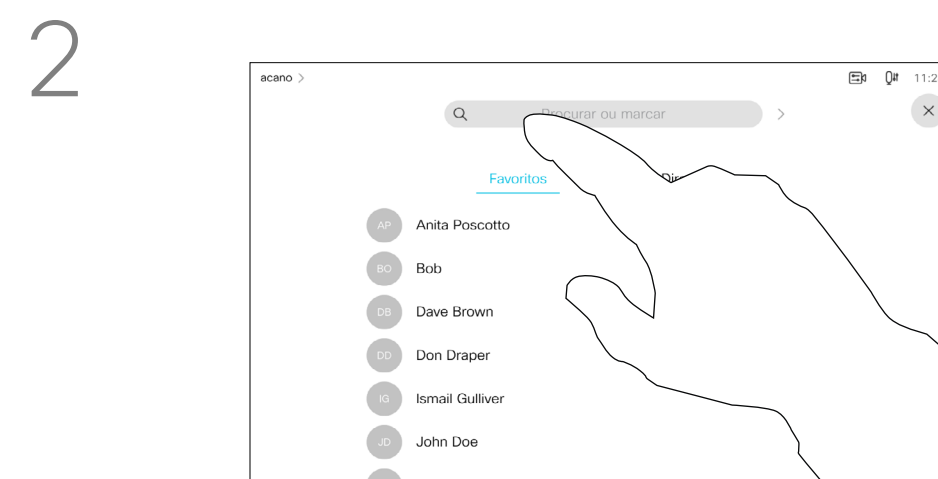 2
acano >
11:2
Procurar ou marcar >
Favoritos
AP Anita Poscotto
BO Bob
DB Dave Brown
DD Don Draper
IG Ismail Gulliver
JD John Doe